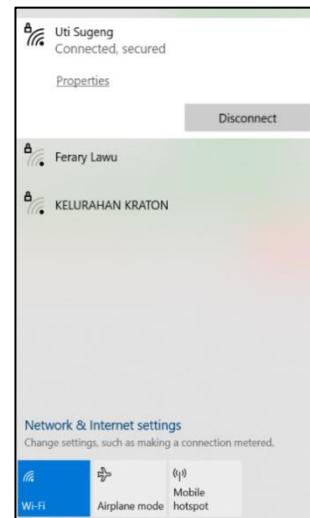 Uti Sugeng
Connected, secured
Properties
Disconnect
Ferary Lawu
KELURAHAN KRATON
Network & Internet settings
Change settings, such as making a connection metered.
Wi-Fi
Airplane mode
Mobile
hotspot